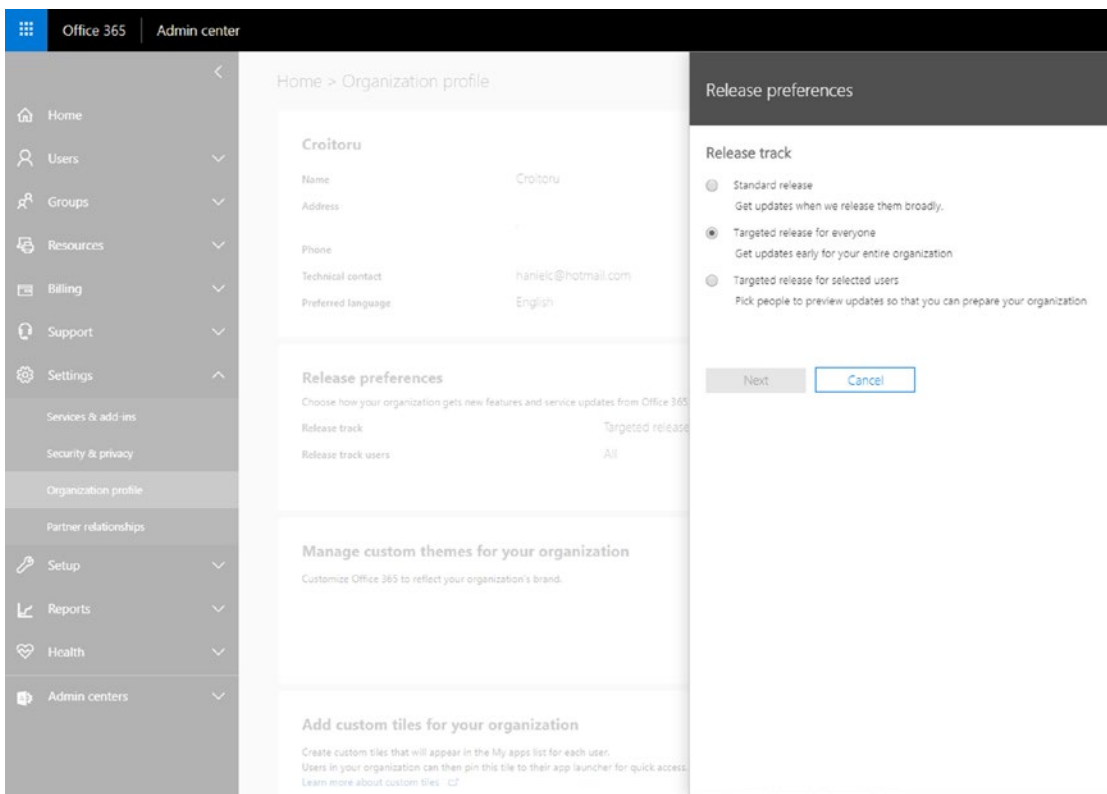 Office 365
Admin center
Home
Users
Groups
Resources
Billing
Support
Settings
Services & add-ins
Security & privacy
Organization profile
Partner relationships
Setup
Reports
Health
Admin centers
Home > Organization profile
Croitoru
Name Croitoru
Address
Phone
Technical contact hanielc@hotmail.com
Preferred language English
Release preferences
Choose how your organization gets new features and service updates from Office 365
Release track Targeted release
Release track users All
Manage custom themes for your organization
Customize Office 365 to reflect your organization's brand.
Add custom tiles for your organization
Create custom tiles that will appear in the My apps list for each user.
Users in your organization can then pin this tile to their app launcher for quick access.
Learn more about custom tiles
Release preferences
Release track
Standard release
Get updates when we release them broadly.
Targeted release for everyone
Get updates early for your entire organization
Targeted release for selected users
Pick people to preview updates so that you can prepare your organization
Next
Cancel